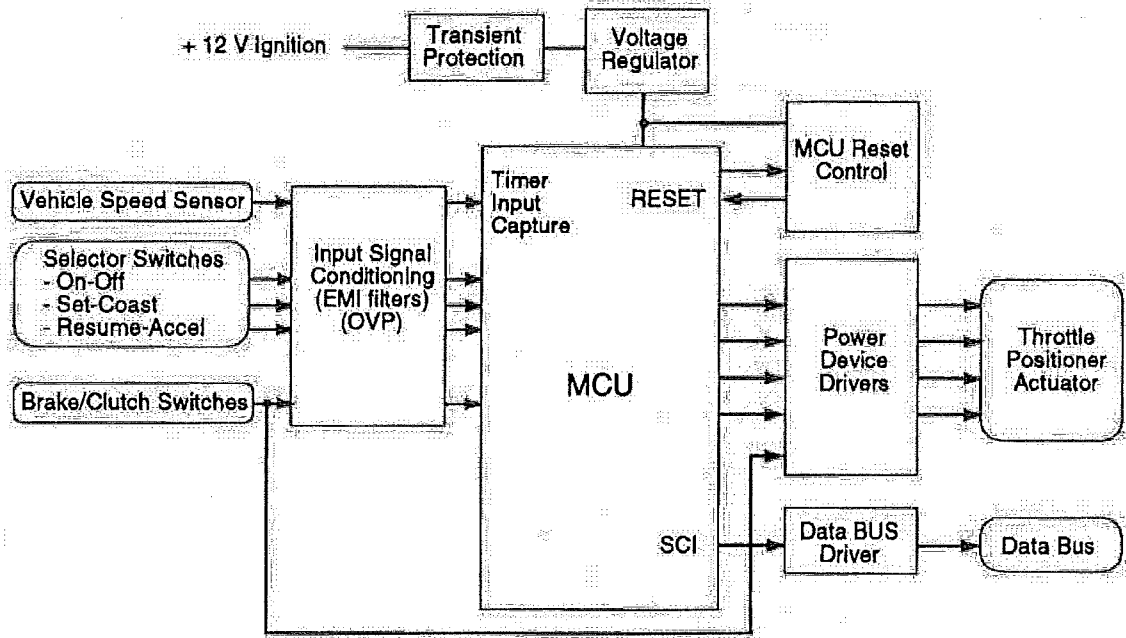 + 12 V Ignition
Transient
Protection
Voltage
Regulator
MCU Reset
Control
Vehicle Speed Sensor
Selector Switches
- On-Off
- Set-Coast
- Resume-Accel
Brake/Clutch Switches
Input Signal
Conditioning
(EMI filters)
(OVP)
Timer
Input
Capture
RESET
MCU
SCI
Power
Device
Drivers
Throttle
Positioner
Actuator
Data BUS
Driver
Data Bus